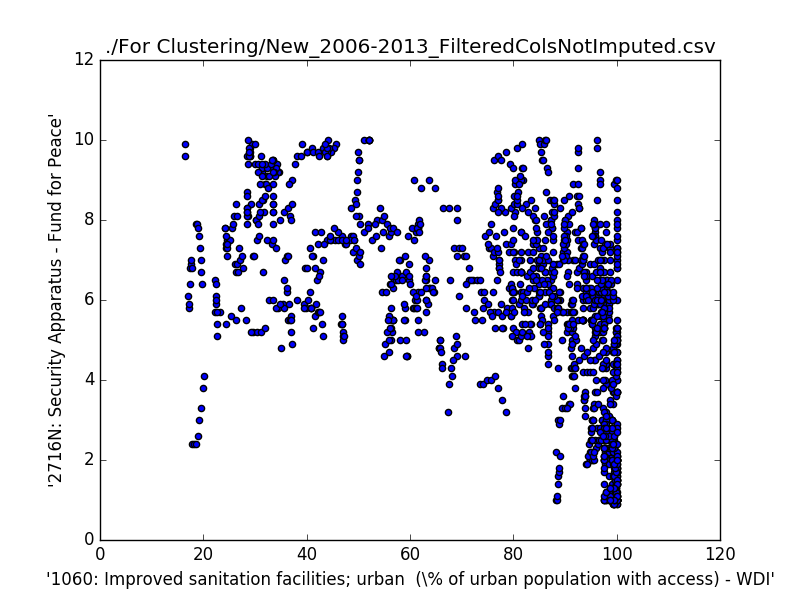 ./For Clustering/New_2006-2013_FilteredColsNotImputed.csv
12
10
8
6
4
2
0
'2716N: Security Apparatus - Fund for Peace'
0 20 40 60 80 100 120
'1060: Improved sanitation facilities; urban (\% of urban population with access) - WDI'